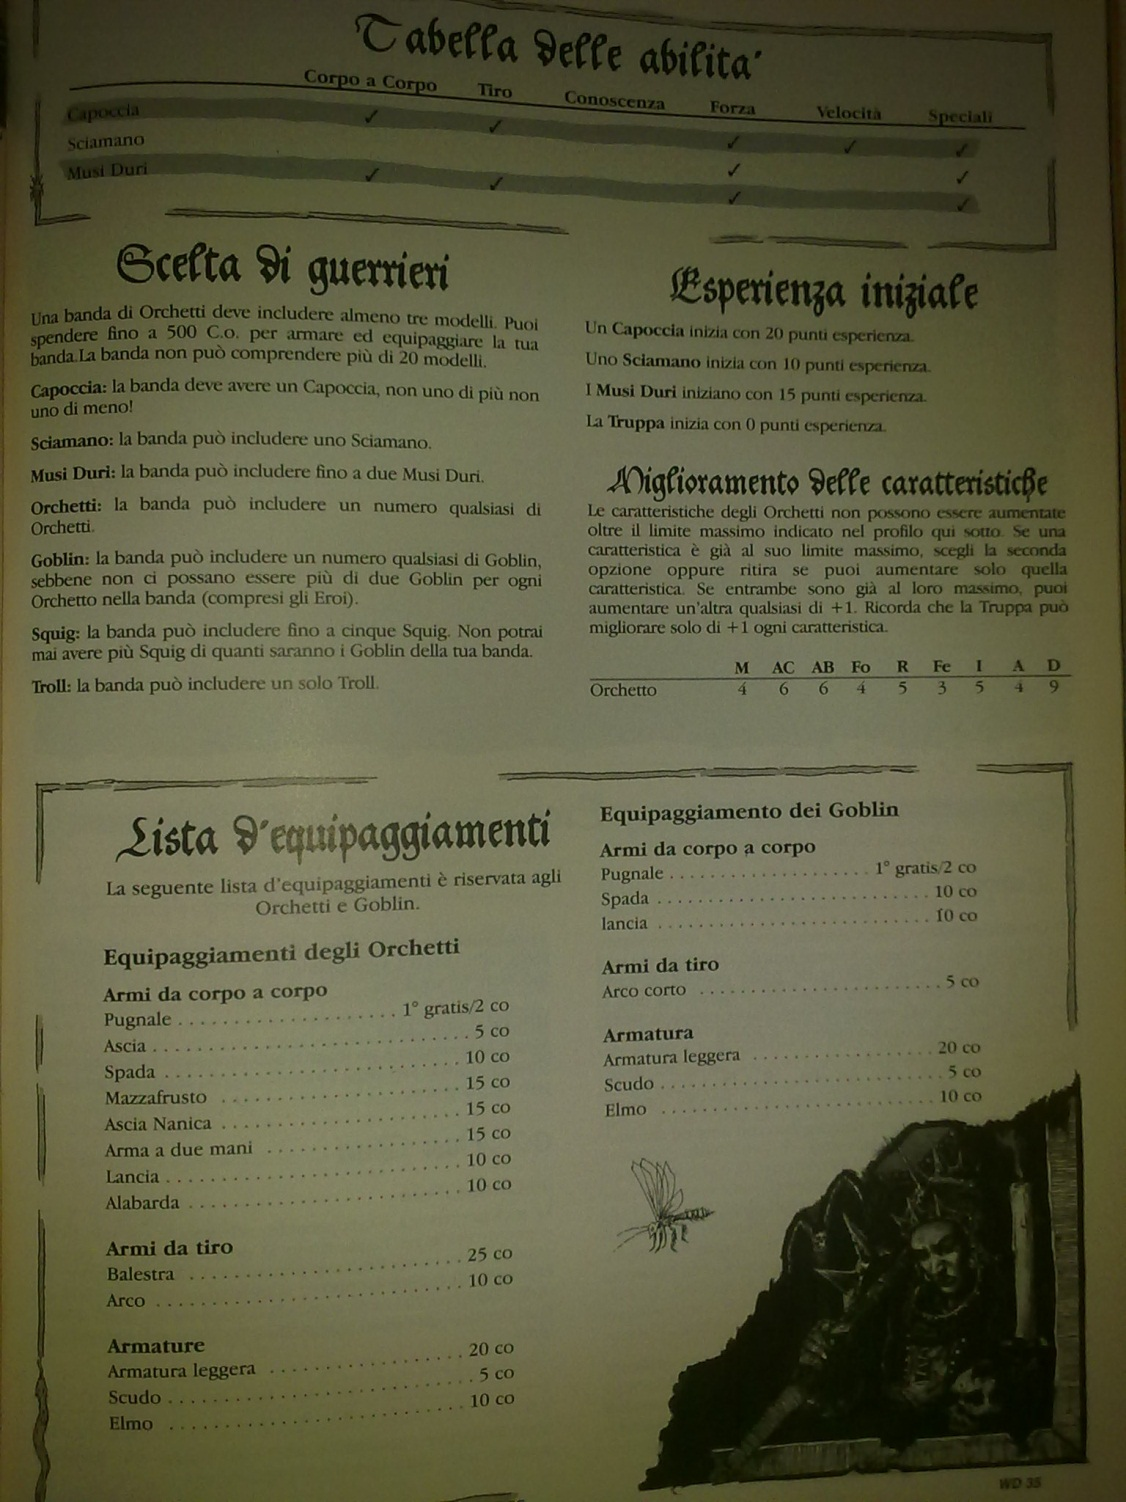 Tabella delle abilita'
Corpo a Corpo Tiro Conoscenza Forza Velocità Speciali
Capoccia ✓ ✓ ✓ ✓ ✓
Sciamano ✓ ✓
Musi Duri ✓ ✓ ✓ ✓
Scelta di guerrieri
Una banda di Orchetti deve includere almeno tre modelli. Puoi
spendere fino a 500 C.o. per armare ed equipaggiare la tua
banda.La banda non può comprendere più di 20 modelli.
Capoccia: la banda deve avere un Capoccia, non uno di più non
uno di meno!
Sciamano: la banda può includere uno Sciamano.
Musi Duri: la banda può includere fino a due Musi Duri.
Orchetti: la banda può includere un numero qualsiasi di
Orchetti.
Goblin: la banda può includere un numero qualsiasi di Goblin,
sebbene non ci possano essere più di due Goblin per ogni
Orchetto nella banda (compresi gli Eroi).
Squig: la banda può includere fino a cinque Squig. Non potrai
mai avere più Squig di quanti saranno i Goblin della tua banda.
Troll: la banda può includere un solo Troll.
Esperienza iniziale
Un Capoccia inizia con 20 punti esperienza.
Uno Sciamano inizia con 10 punti esperienza.
I Musi Duri iniziano con 15 punti esperienza.
La Truppa inizia con 0 punti esperienza.
Miglioramento delle caratteristiche
Le caratteristiche degli Orchetti non possono essere aumentate
oltre il limite massimo indicato nel profilo qui sotto. Se una
caratteristica è già al suo limite massimo, scegli la seconda
opzione oppure ritira se puoi aumentare solo quella
caratteristica. Se entrambe sono già al loro massimo, puoi
aumentare un'altra qualsiasi di +1. Ricorda che la Truppa può
migliorare solo di +1 ogni caratteristica.
M AC AB Fo R Fe I A D
Orchetto 4 6 6 4 5 3 5 4 9
Lista d'equipaggiamenti
La seguente lista d'equipaggiamenti è riservata agli
Orchetti e Goblin.
Equipaggiamenti degli Orchetti
Armi da corpo a corpo
Pugnale . . . . . . . . . . 1° gratis/2 co
Ascia . . . . . . . . . . 5 co
Spada . . . . . . . . . . 10 co
Mazzafrusto . . . . . . . . . . 15 co
Ascia Nanica . . . . . . . . . . 15 co
Arma a due mani . . . . . . . . . . 15 co
Lancia . . . . . . . . . . 10 co
Alabarda . . . . . . . . . . 10 co
Armi da tiro
Balestra . . . . . . . . . . 25 co
Arco . . . . . . . . . . 10 co
Armature
Armatura leggera . . . . . . . . . . 20 co
Scudo . . . . . . . . . . 5 co
Elmo . . . . . . . . . . 10 co
Equipaggiamento dei Goblin
Armi da corpo a corpo
Pugnale . . . . . . . . . . 1° gratis/2 co
Spada . . . . . . . . . . 10 co
lancia . . . . . . . . . . 10 co
Armi da tiro
Arco corto . . . . . . . . . . 5 co
Armatura
Armatura leggera . . . . . . . . . . 20 co
Scudo . . . . . . . . . . 5 co
Elmo . . . . . . . . . . 10 co
WD 35